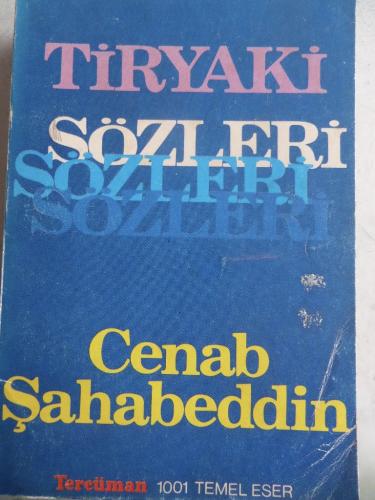 TİRYAKİ
SÖZLERİ
SÖZLERİ
SÖZLERİ
Cenab
Şahabeddin
Tercüman 1001 TEMEL ESER